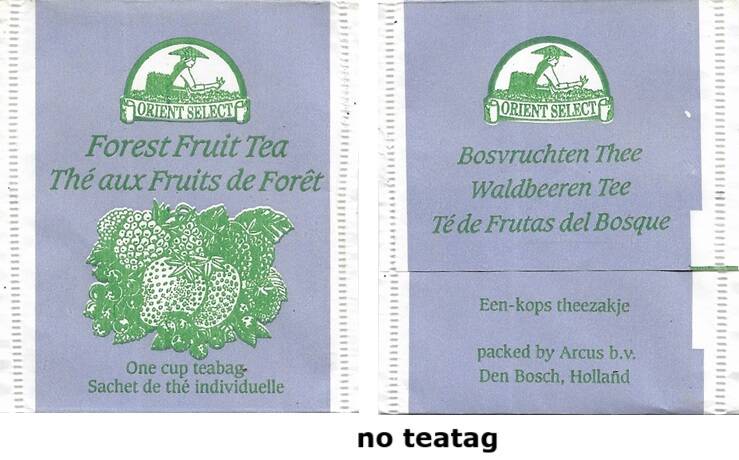 ORIENT SELECT
Forest Fruit Tea
Thé aux Fruits de Forêt
One cup teabag
Sachet de thé individuelle
ORIENT SELECT
Bosvruchten Thee
Waldbeeren Tee
Té de Frutas del Bosque
Een-kops theezakje
packed by Arcus b.v.
Den Bosch, Holland
no teatag